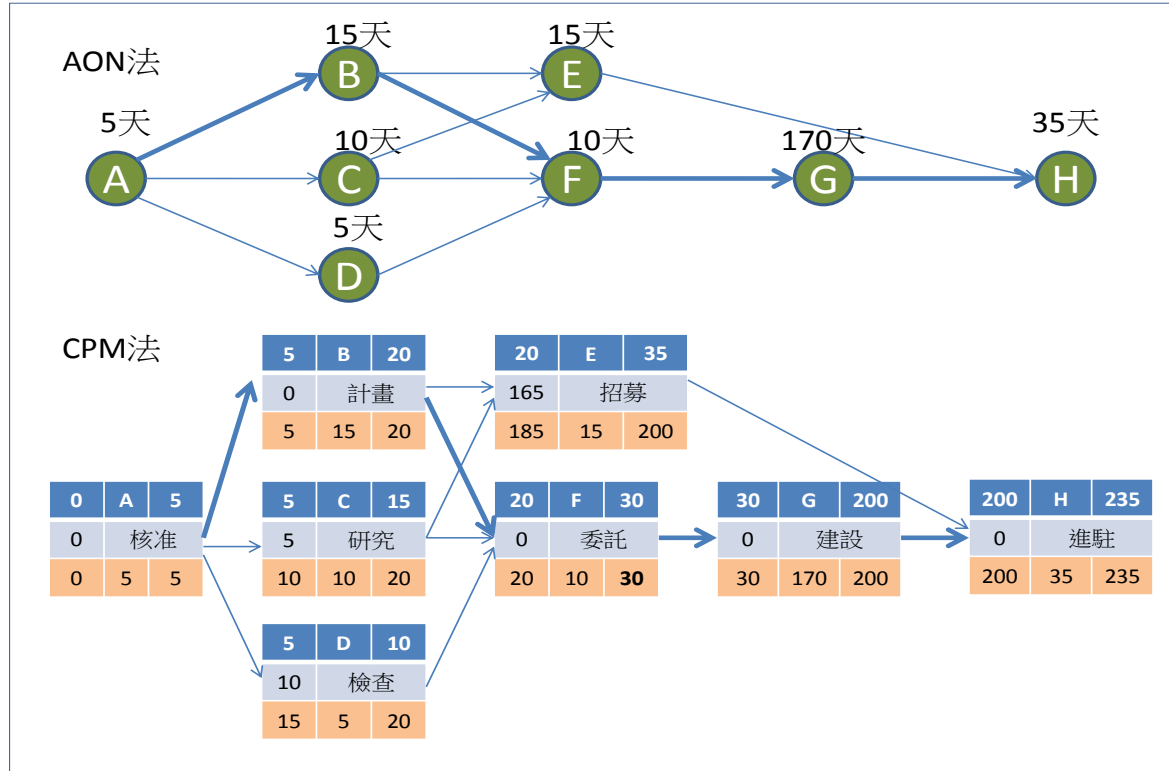 AON法
5天
A
15天
B
10天
C
5天
D
15天
E
10天
F
170天
G
35天
H
CPM法
0 A 5
0 核准
0 5 5
5 B 20
0 計畫
5 15 20
5 C 15
5 研究
10 10 20
5 D 10
10 檢查
15 5 20
20 E 35
165 招募
185 15 200
20 F 30
0 委託
20 10 30
30 G 200
0 建設
30 170 200
200 H 235
0 進駐
200 35 235